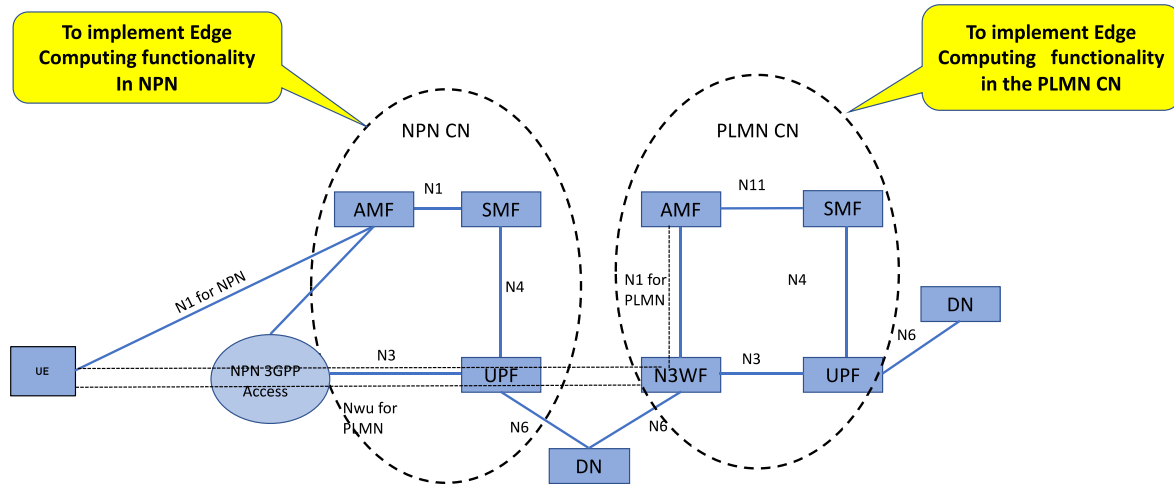 To implement Edge
Computing functionality
In NPN
To implement Edge
Computing functionality
in the PLMN CN
NPN CN
PLMN CN
N1
N11
AMF
SMF
AMF
SMF
N1 for NPN
N4
N1 for
PLMN
N4
DN
N6
UE
NPN 3GPP
Access
N3
UPF
N3WF
N3
UPF
Nwu for
PLMN
N6
N6
DN